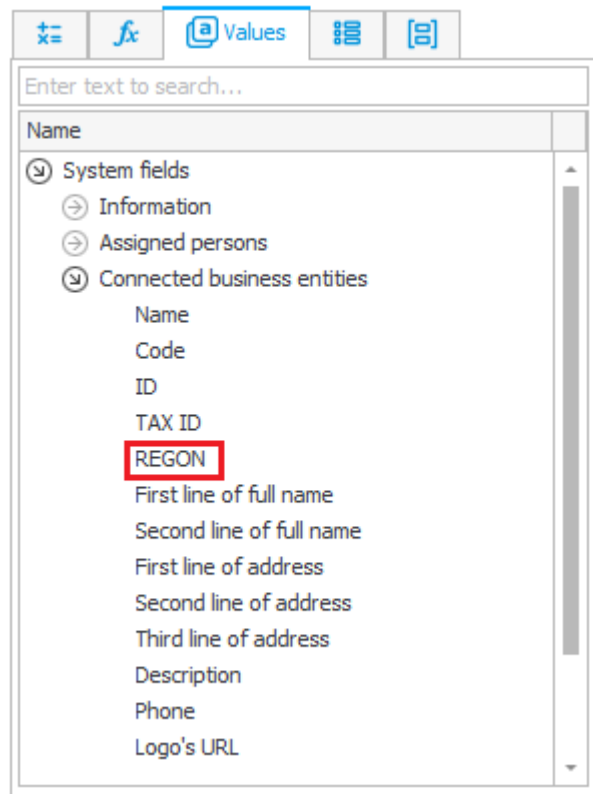 fx
Values
Enter text to search...
Name
System fields
Information
Assigned persons
Connected business entities
Name
Code
ID
TAX ID
REGON
First line of full name
Second line of full name
First line of address
Second line of address
Third line of address
Description
Phone
Logo's URL